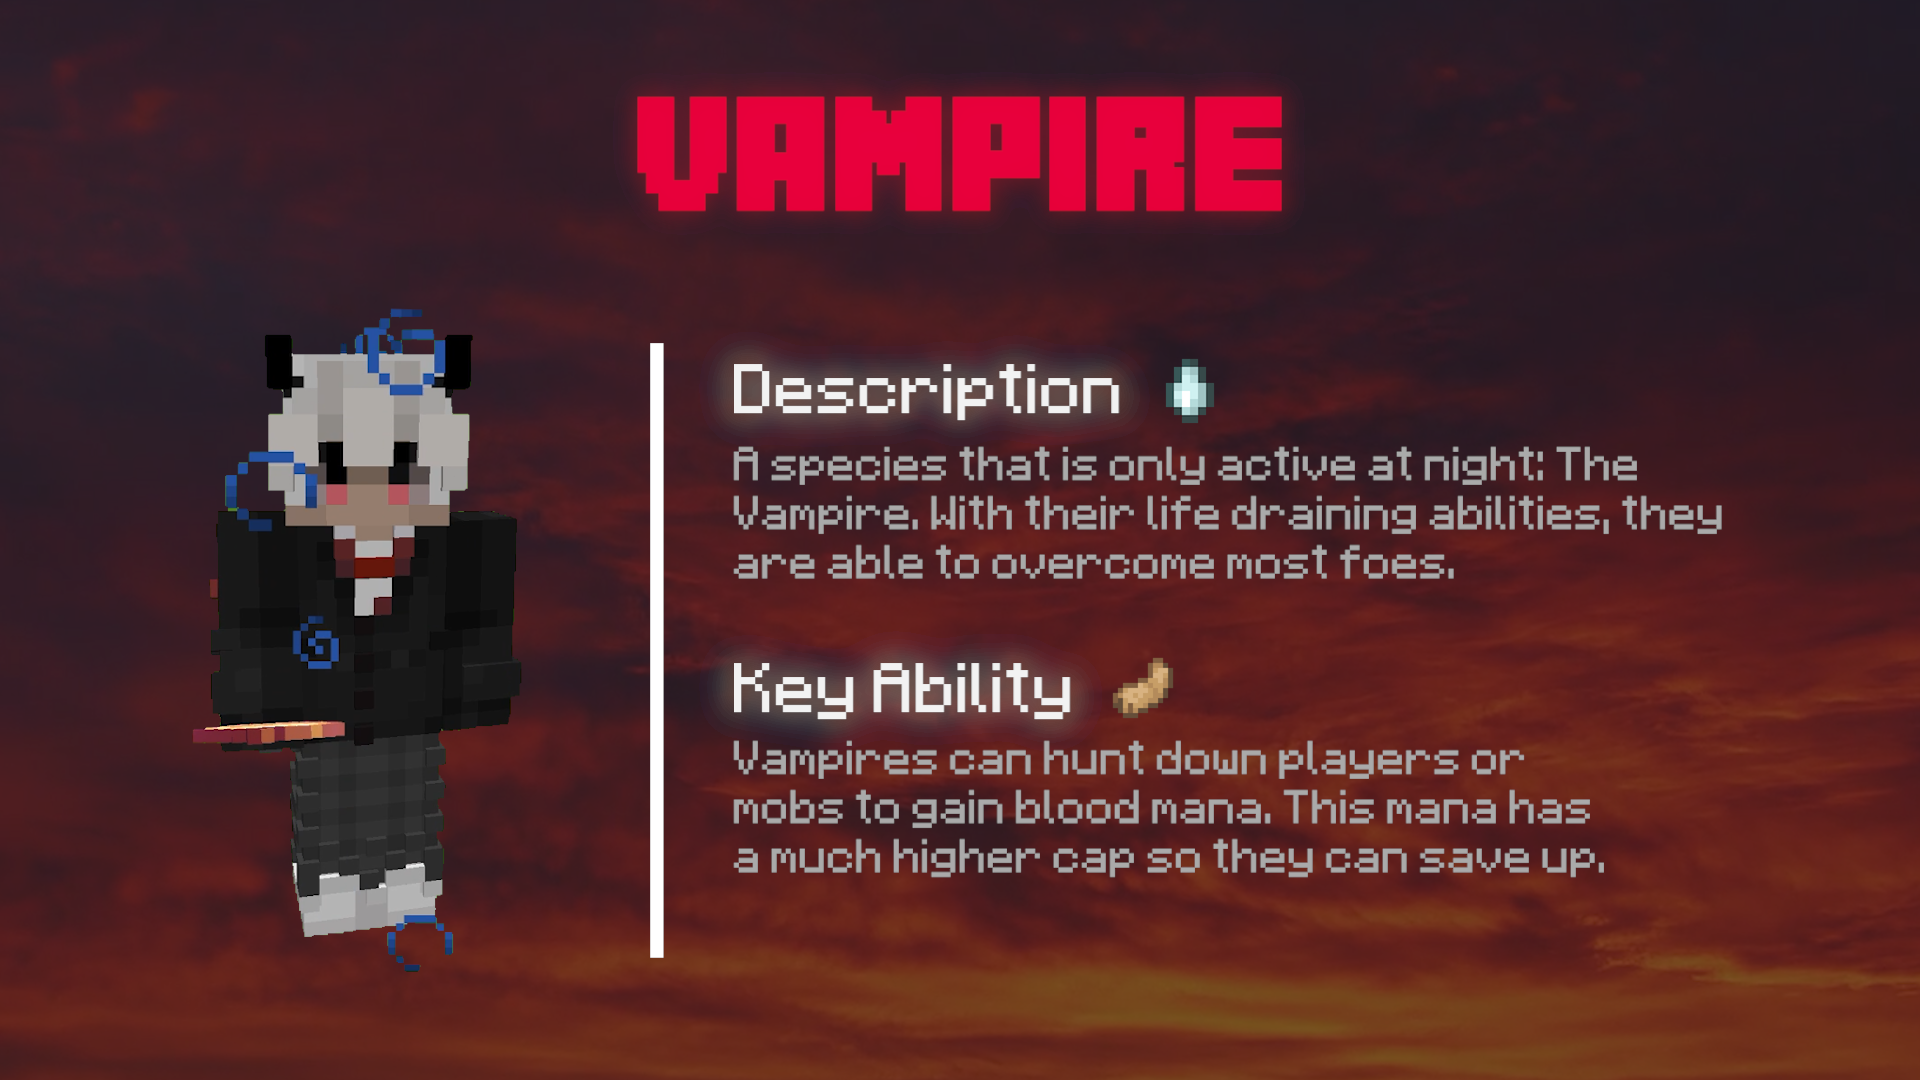 VAMPIRE
Description
A species that is only active at night: The
Vampire. With their life draining abilities, they
are able to overcome most foes.
Key Ability
Vampires can hunt down players or
mobs to gain blood mana. This mana has
a much higher cap so they can save up.